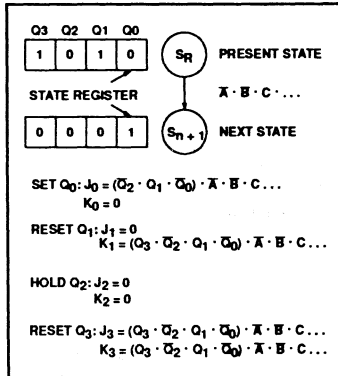 Q3 Q2 Q1 Q0
1 0 1 0
SR
PRESENT STATE
A̅ · B̅ · C · ...
STATE REGISTER
0 0 0 1
Sn + 1
NEXT STATE
SET Q0: J0 = (Q̅2 · Q1 · Q̅0) · A̅ · B̅ · C ...
K0 = 0
RESET Q1: J1 = 0
K1 = (Q3 · Q̅2 · Q1 · Q̅0) · A̅ · B̅ · C ...
HOLD Q2: J2 = 0
K2 = 0
RESET Q3: J3 = (Q3 · Q̅2 · Q1 · Q̅0) · A̅ · B̅ · C ...
K3 = (Q3 · Q̅2 · Q1 · Q̅0) · A̅ · B̅ · C ...